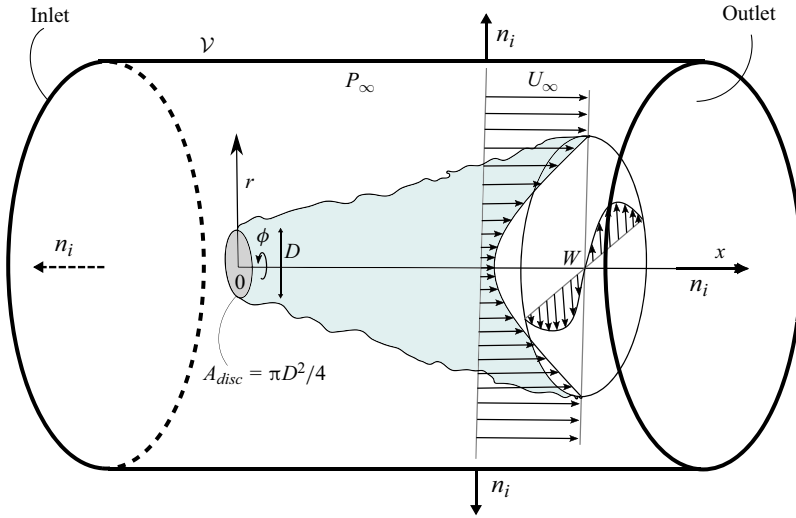 Inlet
𝒱
n_i
Outlet
P_∞
U_∞
r
n_i
ϕ
D
W
x
0
n_i
A_disc = πD²/4
n_i